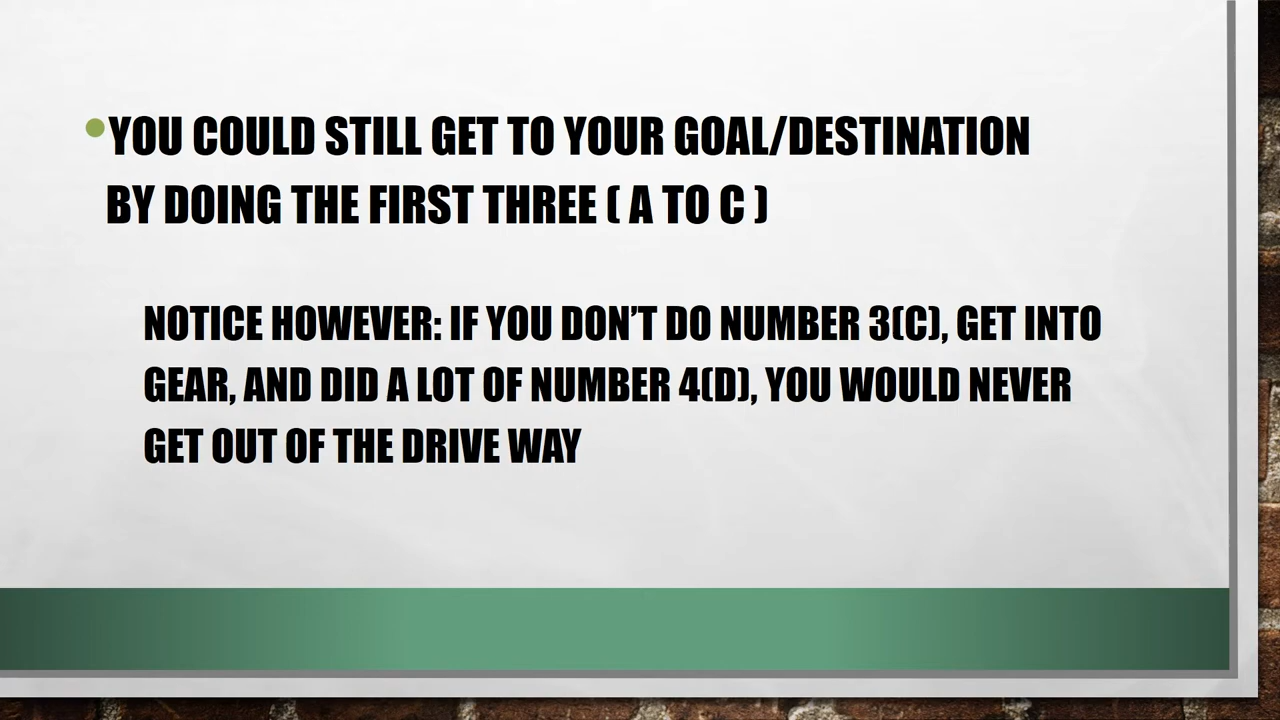 YOU COULD STILL GET TO YOUR GOAL/DESTINATION
BY DOING THE FIRST THREE ( A TO C )
NOTICE HOWEVER: IF YOU DON’T DO NUMBER 3(C), GET INTO
GEAR, AND DID A LOT OF NUMBER 4(D), YOU WOULD NEVER
GET OUT OF THE DRIVE WAY